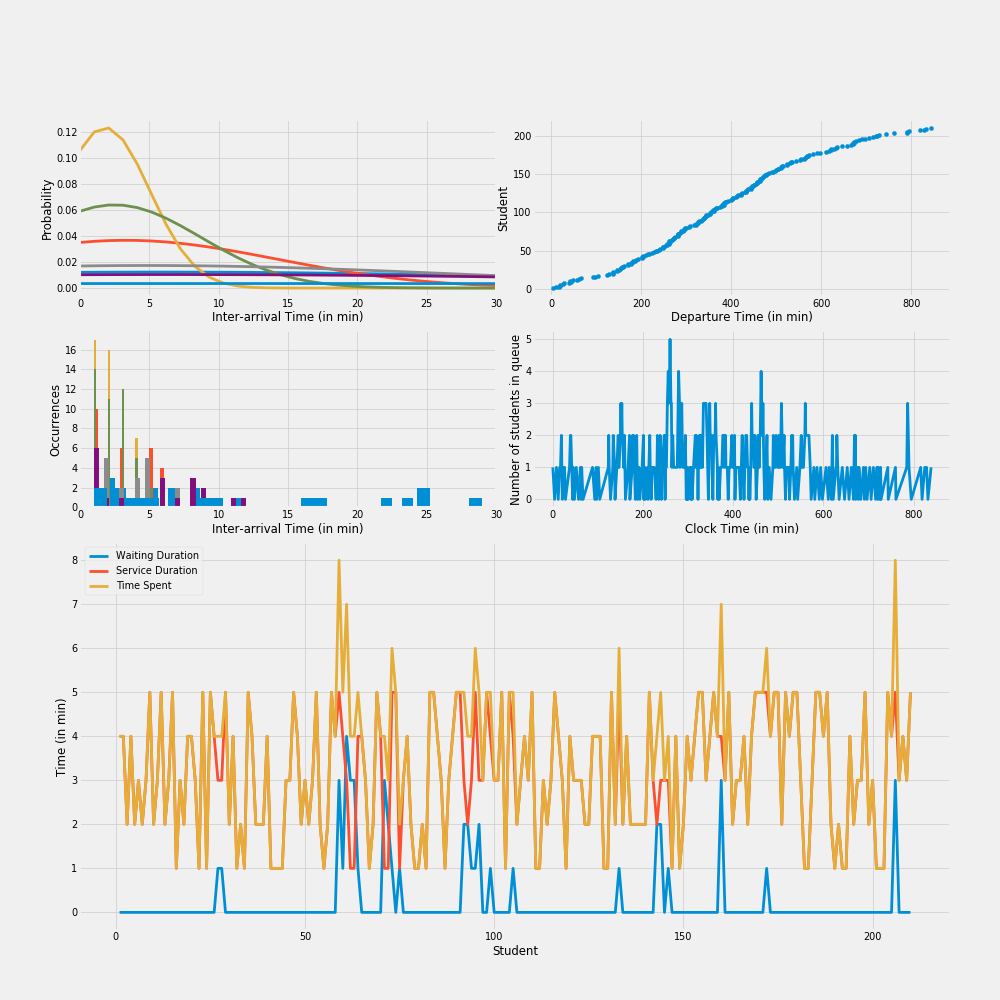 0.12
0.10
0.08
0.06
0.04
0.02
0.00
Probability
0 5 10 15 20 25 30
Inter-arrival Time (in min)
200
150
100
50
0
Student
0 200 400 600 800
Departure Time (in min)
16
14
12
10
8
6
4
2
0
Occurrences
0 5 10 15 20 25 30
Inter-arrival Time (in min)
5
4
3
2
1
0
Number of students in queue
0 200 400 600 800
Clock Time (in min)
Waiting Duration
Service Duration
Time Spent
8
7
6
5
4
3
2
1
0
Time (in min)
0 50 100 150 200
Student